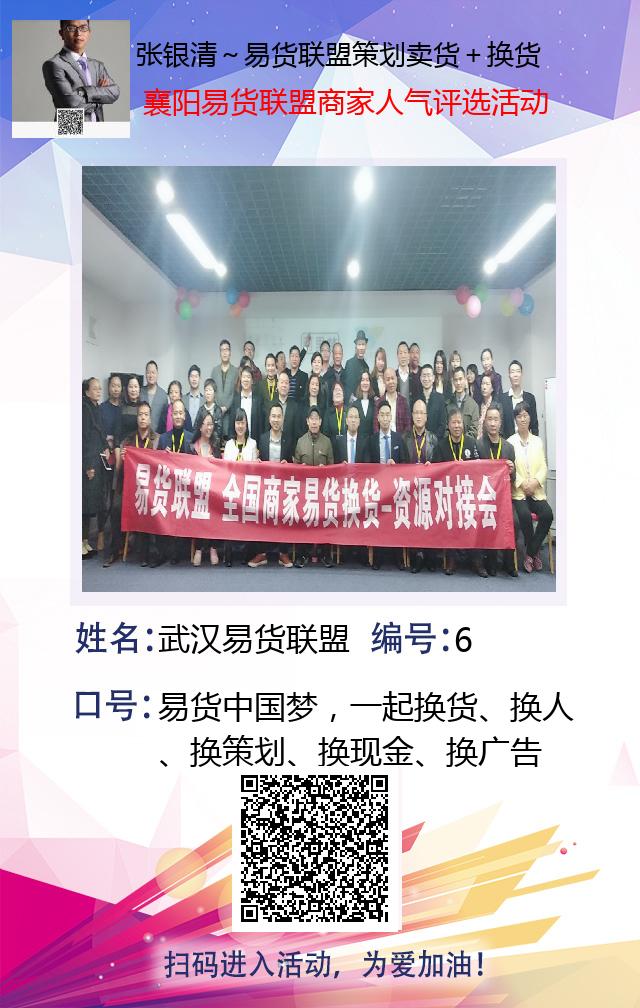 张银清～易货联盟策划卖货＋换货
襄阳易货联盟商家人气评选活动
易货联盟 全国商家易货换货-资源对接会
姓名：武汉易货联盟 编号：6
口号：易货中国梦，一起换货、换人
、换策划、换现金、换广告
扫码进入活动，为爱加油！